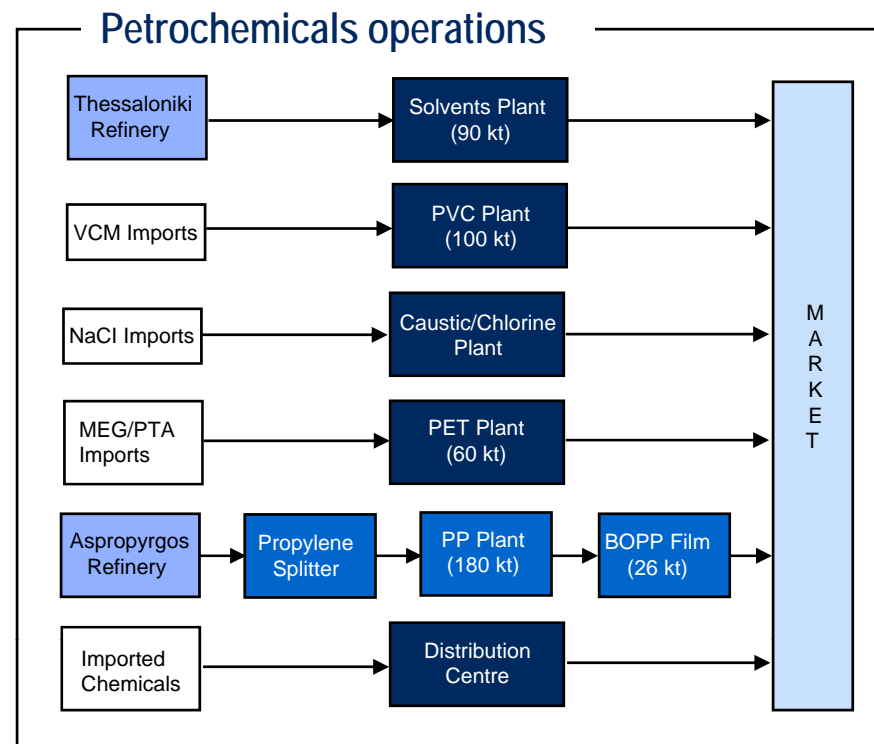 Petrochemicals operations
Thessaloniki
Refinery
Solvents Plant
(90 kt)
VCM Imports
PVC Plant
(100 kt)
NaCl Imports
Caustic/Chlorine
Plant
MEG/PTA
Imports
PET Plant
(60 kt)
Aspropyrgos
Refinery
Propylene
Splitter
PP Plant
(180 kt)
BOPP Film
(26 kt)
Imported
Chemicals
Distribution
Centre
M
A
R
K
E
T